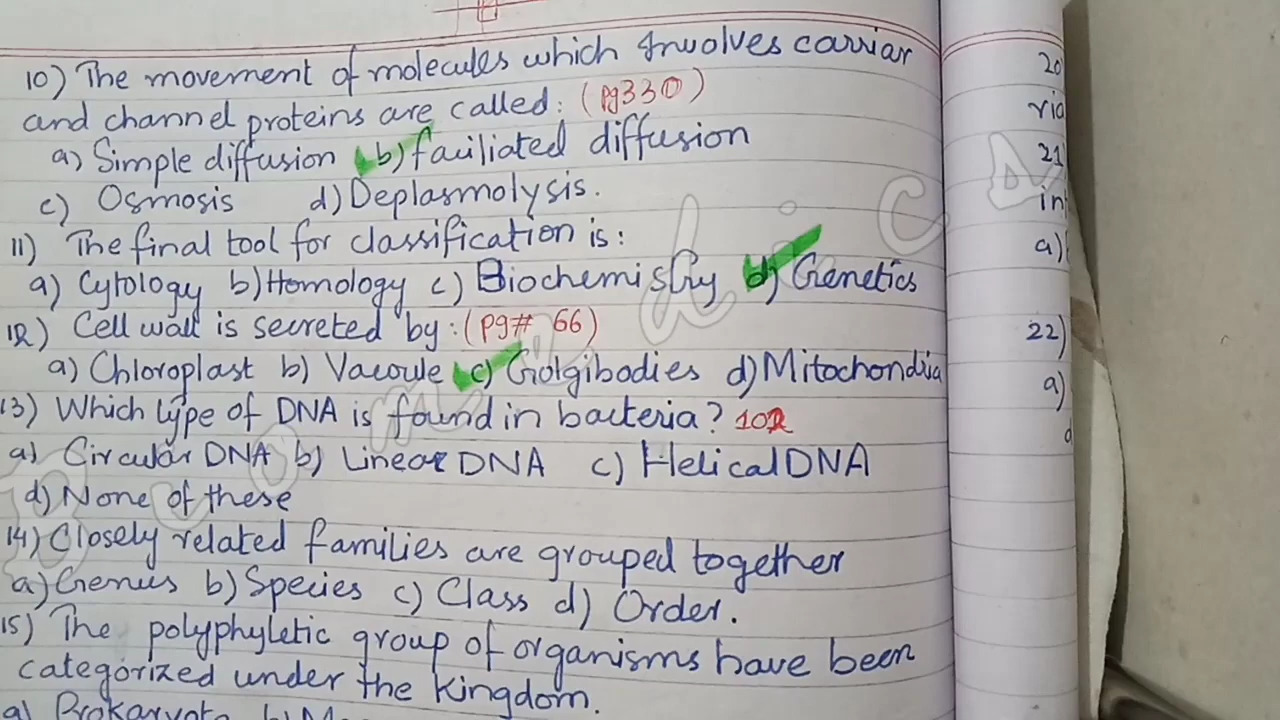 10) The movement of molecules which Involves carriar
and channel proteins are called: (Pg330)
a) Simple diffusion b) faciliated diffusion
c) Osmosis d) Deplasmolysis.
11) The final tool for classification is:
a) Cytology b) Homology c) Biochemistry d) Genetics
12) Cell wall is secreted by: (Pg# 66)
a) Chloroplast b) Vacoule c) Golgibodies d) Mitochondria
13) Which type of DNA is found in bacteria? 102
a) Circular DNA b) Linear DNA c) Helical DNA
d) None of these
14) Closely related families are grouped together
a) Genus b) Species c) Class d) Order.
15) The polyphyletic group of organisms have been
categorized under the kingdom.
a) Prokaryota b)
20
via
21
in
a)
22)
a)
d